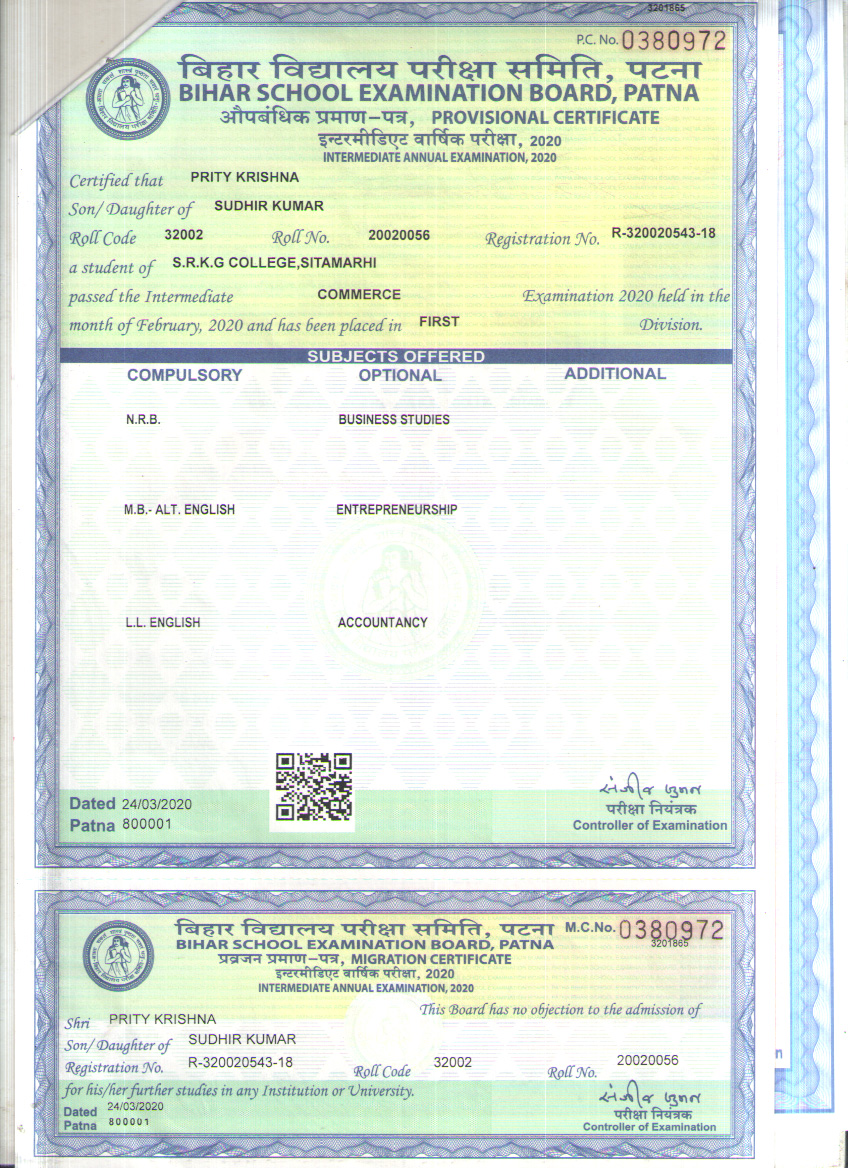 3201865
P.C. No. 0380972
बिहार विद्यालय परीक्षा समिति, पटना
BIHAR SCHOOL EXAMINATION BOARD, PATNA
औपबंधिक प्रमाण-पत्र, PROVISIONAL CERTIFICATE
इन्टरमीडिएट वार्षिक परीक्षा, 2020
INTERMEDIATE ANNUAL EXAMINATION, 2020
Certified that PRITY KRISHNA
Son/ Daughter of SUDHIR KUMAR
Roll Code 32002 Roll No. 20020056 Registration No. R-320020543-18
a student of S.R.K.G COLLEGE,SITAMARHI
passed the Intermediate COMMERCE Examination 2020 held in the
month of February, 2020 and has been placed in FIRST Division.
SUBJECTS OFFERED
COMPULSORY OPTIONAL ADDITIONAL
N.R.B. BUSINESS STUDIES
M.B.- ALT. ENGLISH ENTREPRENEURSHIP
L.L. ENGLISH ACCOUNTANCY
Dated 24/03/2020
Patna 800001
परीक्षा नियंत्रक
Controller of Examination
बिहार विद्यालय परीक्षा समिति, पटना M.C.No. 0380972
BIHAR SCHOOL EXAMINATION BOARD, PATNA 3201865
प्रव्रजन प्रमाण-पत्र, MIGRATION CERTIFICATE
इन्टरमीडिएट वार्षिक परीक्षा, 2020
INTERMEDIATE ANNUAL EXAMINATION, 2020
This Board has no objection to the admission of
Shri PRITY KRISHNA
Son/ Daughter of SUDHIR KUMAR
Registration No. R-320020543-18 Roll Code 32002 Roll No. 20020056
for his/her further studies in any Institution or University.
Dated 24/03/2020
Patna 800001
परीक्षा नियंत्रक
Controller of Examination